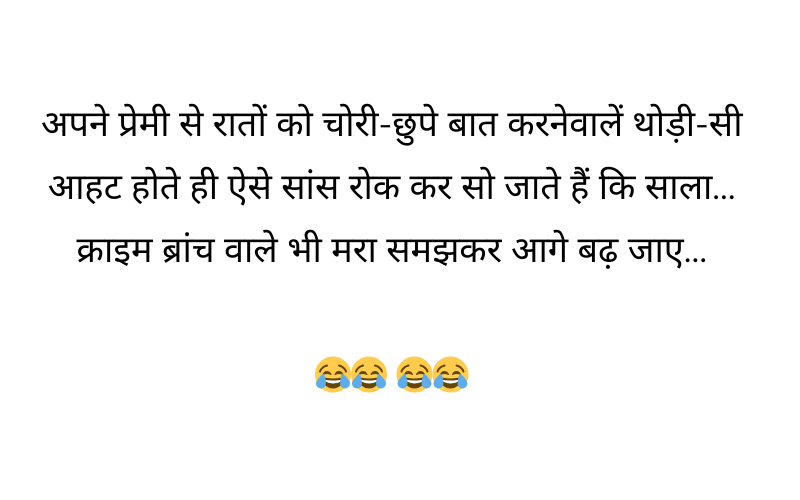 अपने प्रेमी से रातों को चोरी-छुपे बात करनेवालें थोड़ी-सी
आहट होते ही ऐसे सांस रोक कर सो जाते हैं कि साला...
क्राइम ब्रांच वाले भी मरा समझकर आगे बढ़ जाए...
😂😂 😂😂